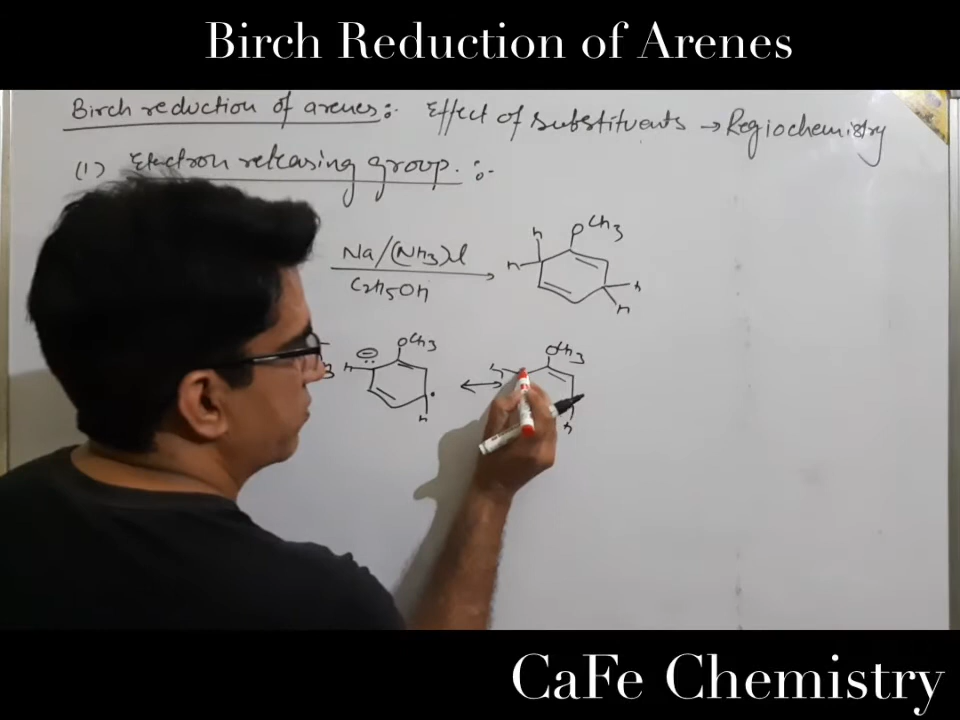 Birch Reduction of Arenes
Birch reduction of arenes:- Effect of substituents → Regiochemistry
(1) Electron releasing group :-
Na/(NH3)l
C2H5OH
OCH3
H
H
H
H
3
H
⊖
OCH3
H
↔
H
OCH3
H
CaFe Chemistry